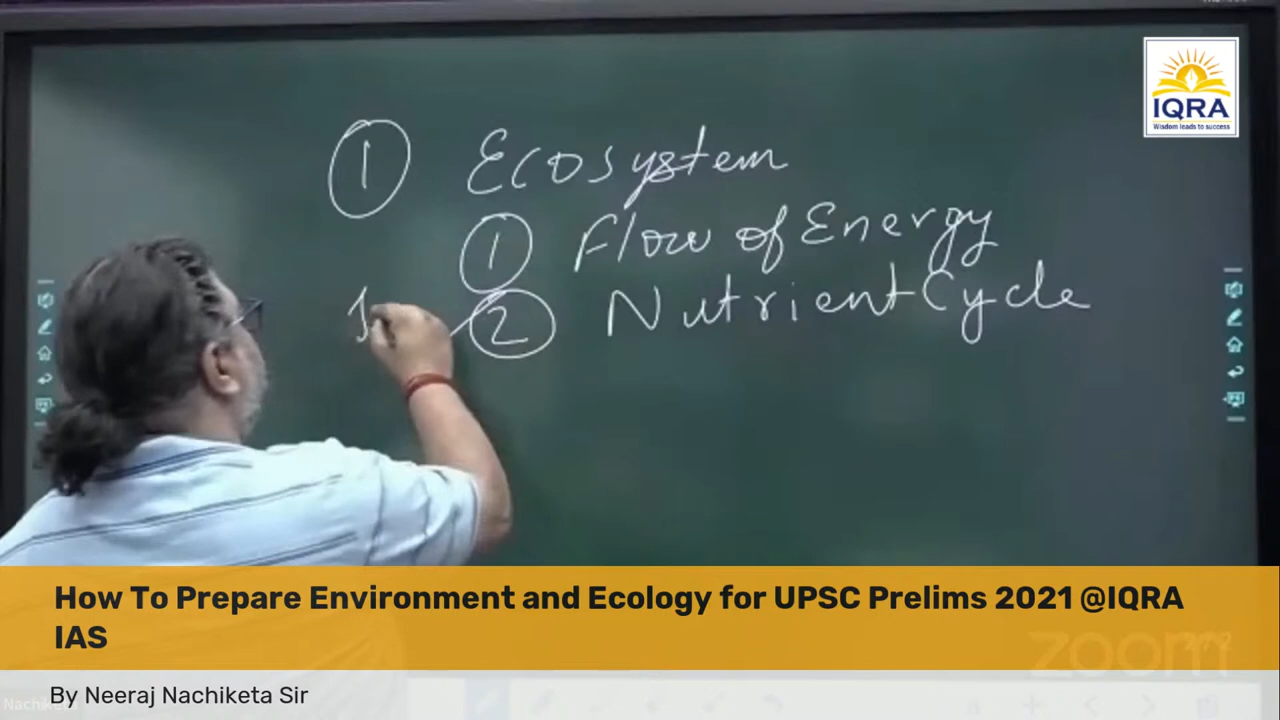 IQRA
Wisdom leads to success
1 Ecosystem
1 Flow of Energy
2 Nutrient Cycle
How To Prepare Environment and Ecology for UPSC Prelims 2021 @IQRA
IAS
zoom
By Neeraj Nachiketa Sir